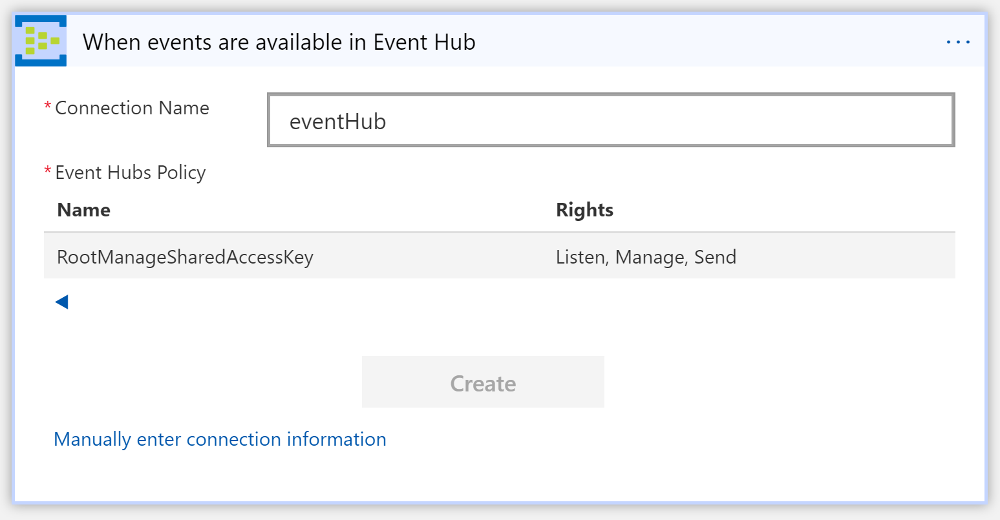 When events are available in Event Hub
...
* Connection Name
eventHub
* Event Hubs Policy
Name Rights
RootManageSharedAccessKey Listen, Manage, Send
Create
Manually enter connection information